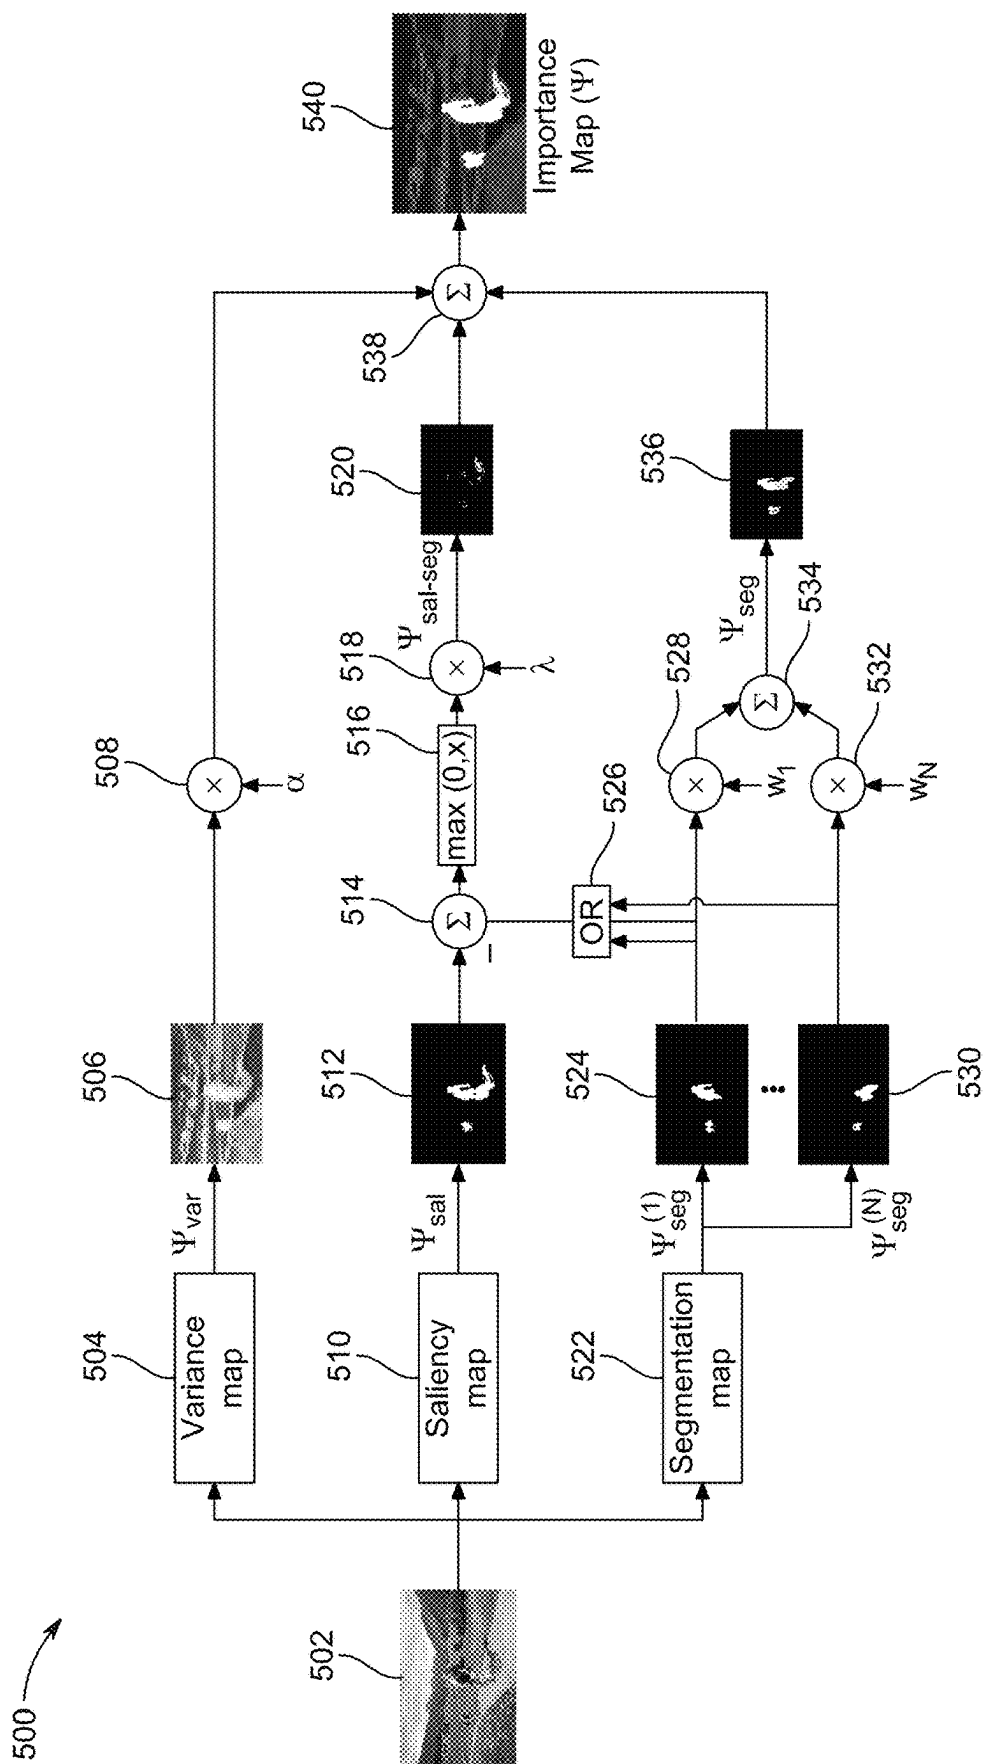 500
502
504
Variance
map
Ψvar
506
508
×
α
510
Saliency
map
Ψsal
512
514
Σ
–
516
max (0,x)
518
×
λ
Ψsal-seg
520
522
Segmentation
map
Ψseg(1)
524
•••
Ψseg(N)
530
526
OR
528
×
w1
532
×
wN
534
Σ
Ψseg
536
538
Σ
540
Importance
Map (Ψ)